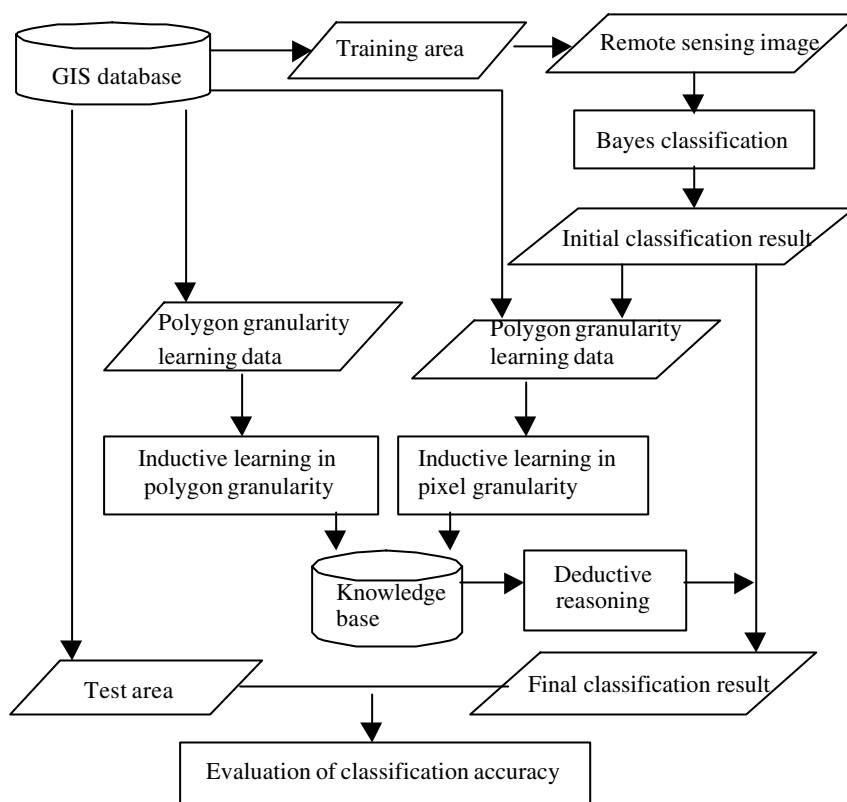 GIS database
Training area
Remote sensing image
Bayes classification
Initial classification result
Polygon granularity
learning data
Polygon granularity
learning data
Inductive learning in
polygon granularity
Inductive learning in
pixel granularity
Knowledge
base
Deductive
reasoning
Test area
Final classification result
Evaluation of classification accuracy